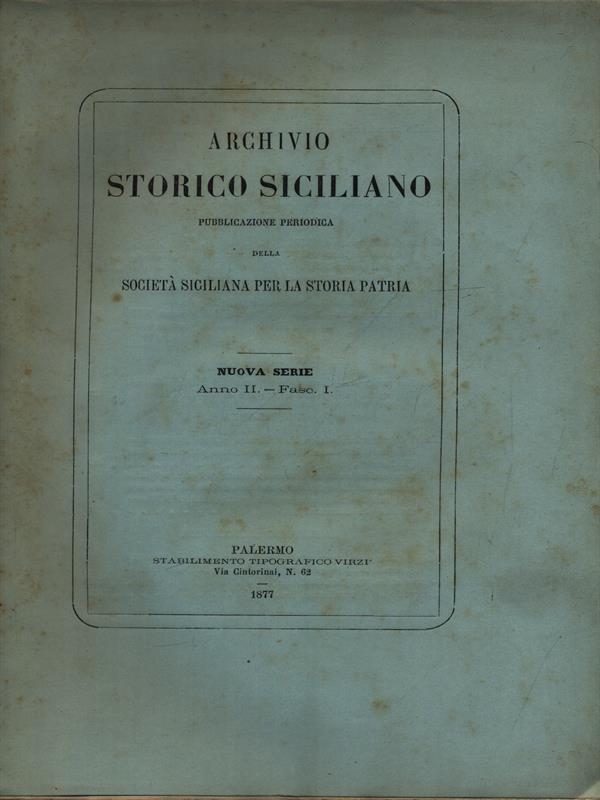 ARCHIVIO
STORICO SICILIANO
PUBBLICAZIONE PERIODICA
DELLA
SOCIETÀ SICILIANA PER LA STORIA PATRIA
NUOVA SERIE
Anno II. — Fasc. I.
PALERMO
STABILIMENTO TIPOGRAFICO VIRZI'
Via Cintorinai, N. 62
1877